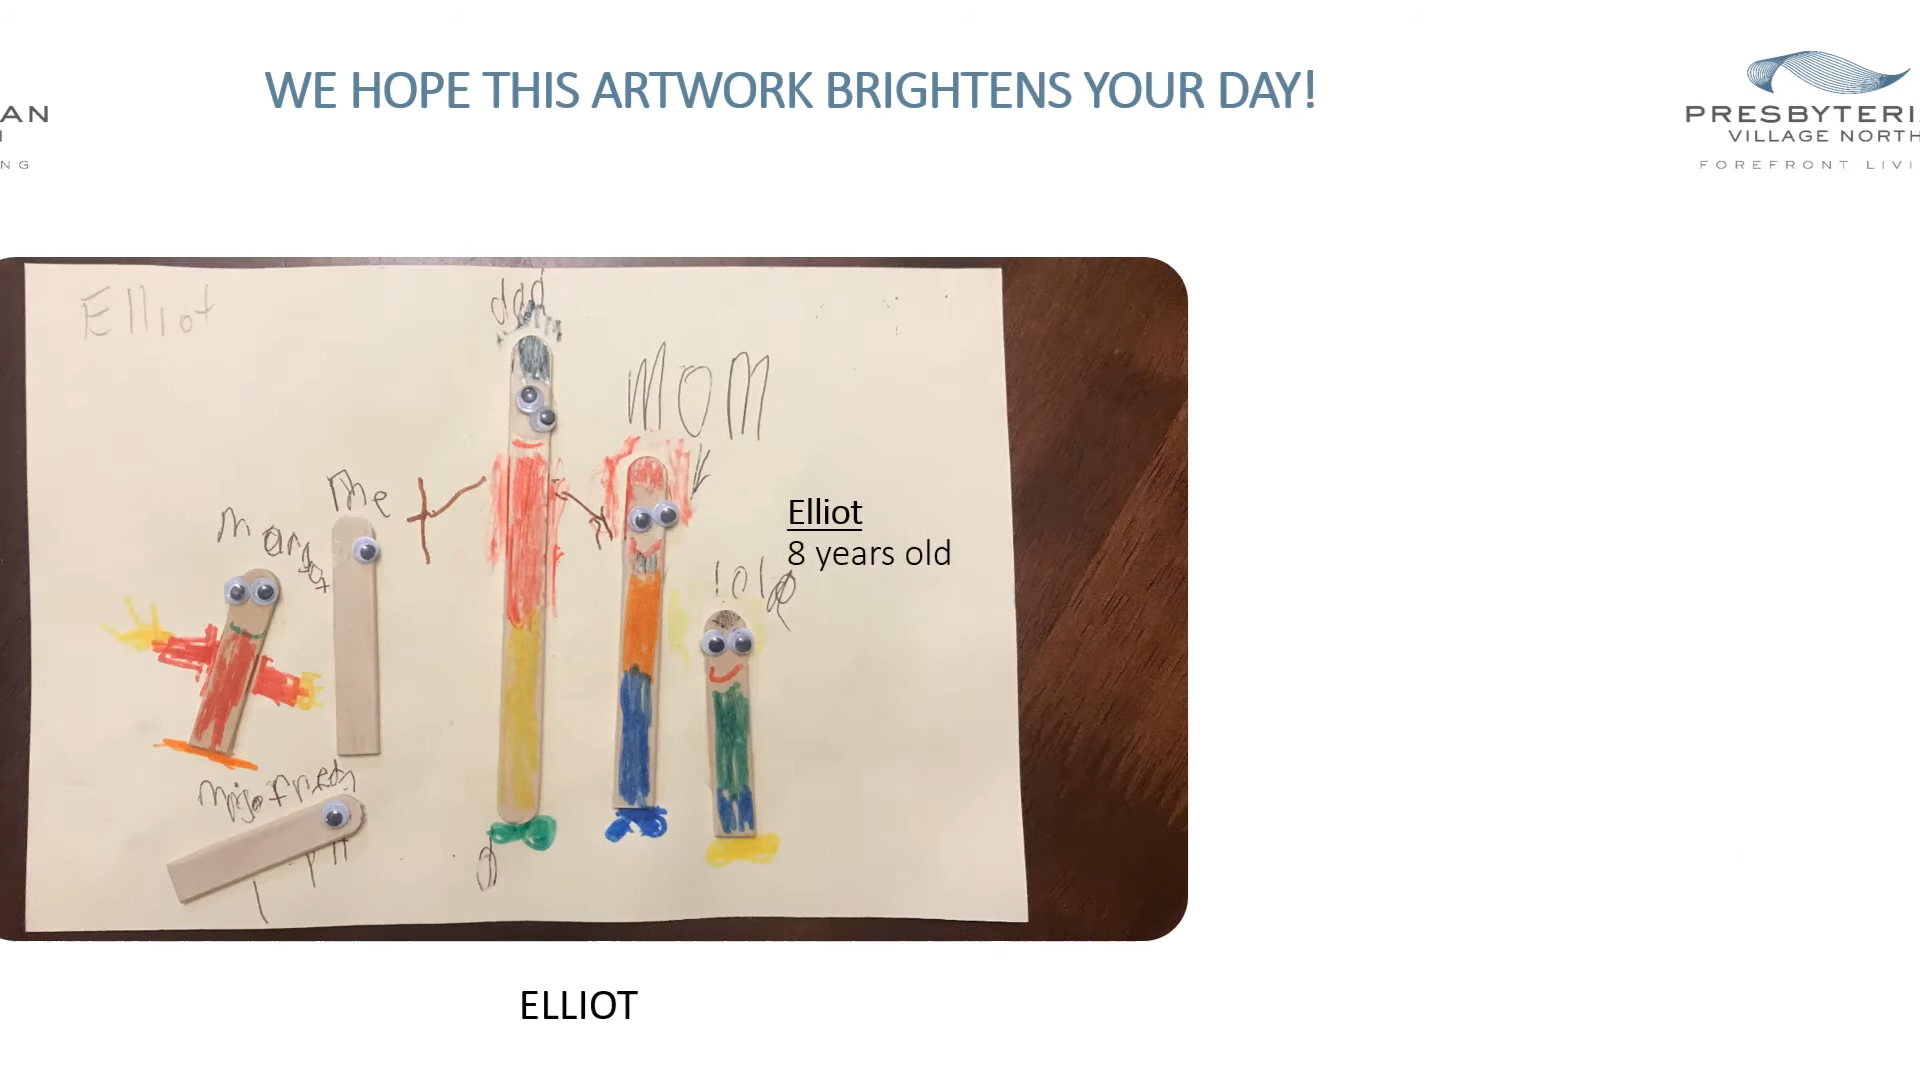 WE HOPE THIS ARTWORK BRIGHTENS YOUR DAY!
AN
NG
PRESBYTERI
VILLAGE NORTH
FOREFRONT LIVI
Elliot
dad
MOM
Me
Margot
Elliot
8 years old
ELLIOT